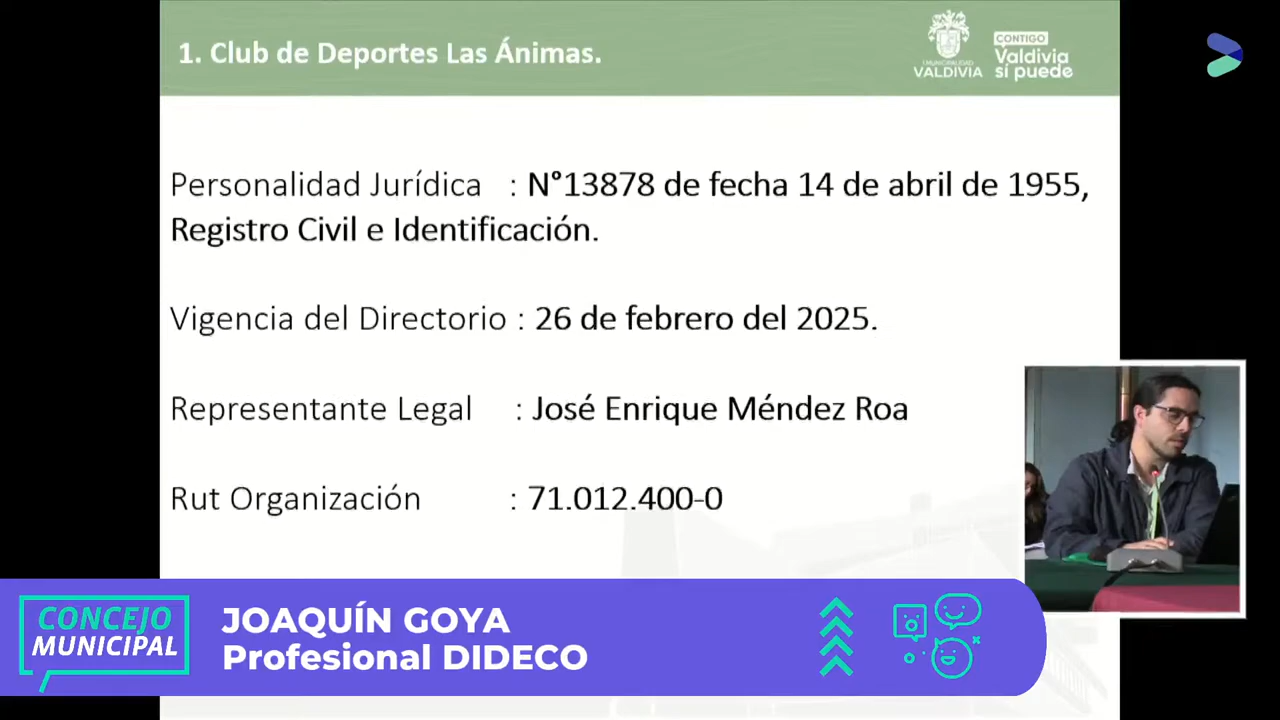 1. Club de Deportes Las Ánimas.
I. MUNICIPALIDAD
VALDIVIA
CONTIGO
Valdivia
sí puede
Personalidad Jurídica : N°13878 de fecha 14 de abril de 1955,
Registro Civil e Identificación.
Vigencia del Directorio : 26 de febrero del 2025.
Representante Legal : José Enrique Méndez Roa
Rut Organización : 71.012.400-0
CONCEJO
MUNICIPAL
JOAQUÍN GOYA
Profesional DIDECO